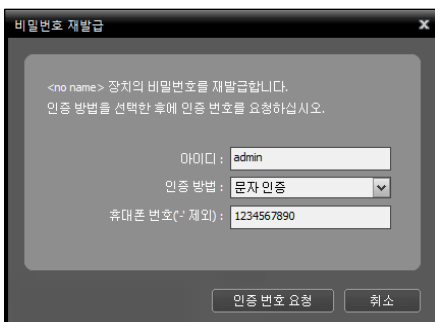 비밀번호 재발급 x
<no name> 장치의 비밀번호를 재발급합니다.
인증 방법을 선택한 후에 인증 번호를 요청하십시오.
아이디 : admin
인증 방법 : 문자 인증
휴대폰 번호('-' 제외) : 1234567890
인증 번호 요청 취소